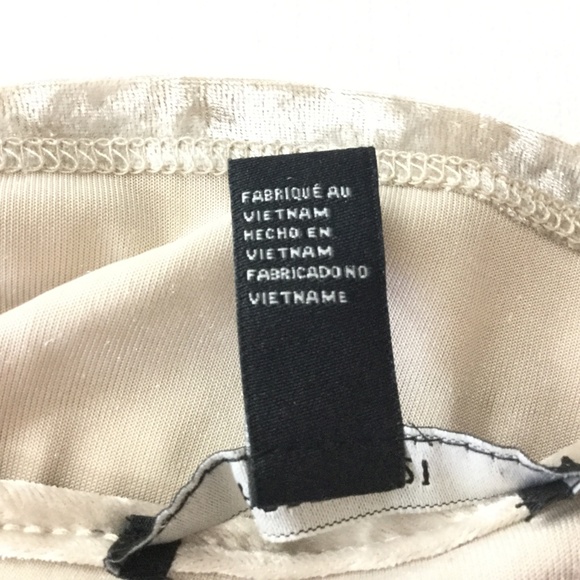 FABRIQUÉ AU
VIETNAM
HECHO EN
VIETNAM
FABRICADO NO
VIETNAME